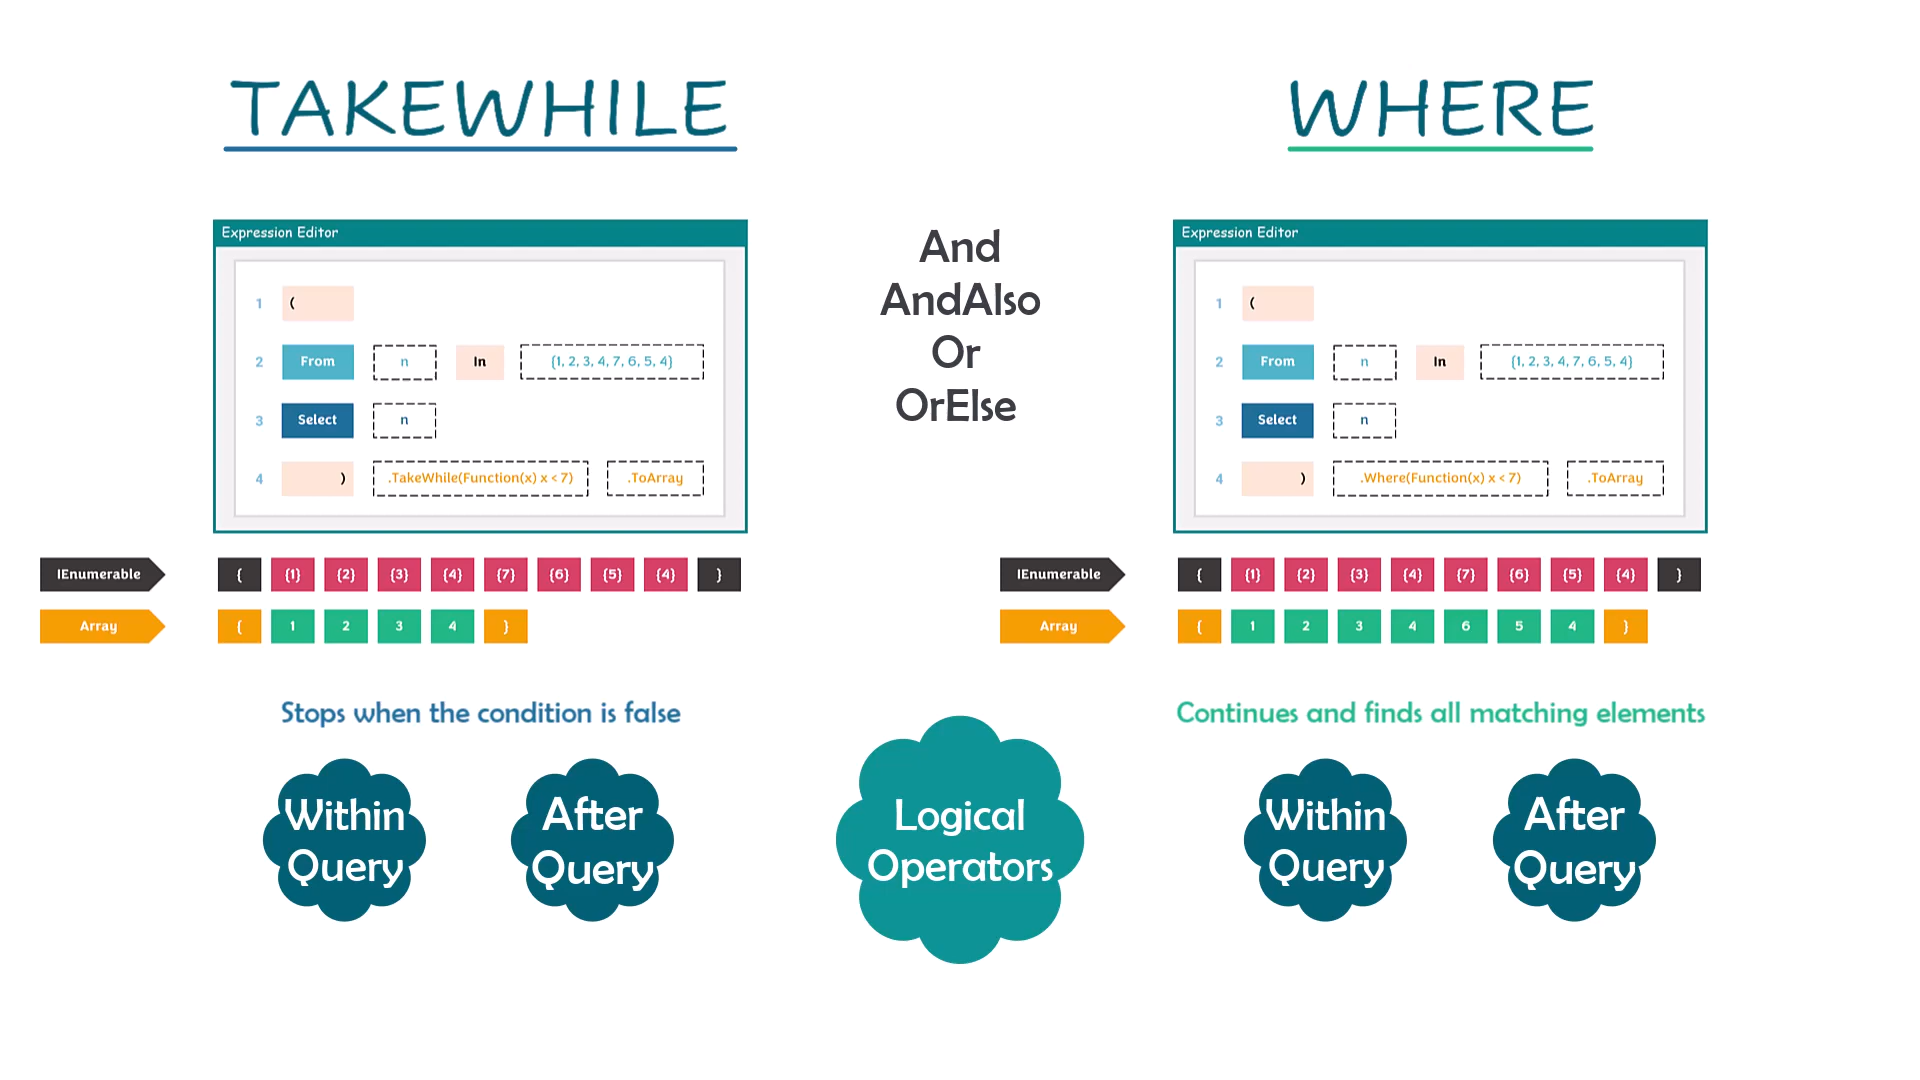 TAKEWHILE
Expression Editor
1 (
2 From n In {1, 2, 3, 4, 7, 6, 5, 4}
3 Select n
4 ) .TakeWhile(Function(x) x < 7) .ToArray
IEnumerable { {1} {2} {3} {4} {7} {6} {5} {4} }
Array { 1 2 3 4 }
Stops when the condition is false
Within
Query
After
Query
And
AndAlso
Or
OrElse
Logical
Operators
WHERE
Expression Editor
1 (
2 From n In {1, 2, 3, 4, 7, 6, 5, 4}
3 Select n
4 ) .Where(Function(x) x < 7) .ToArray
IEnumerable { {1} {2} {3} {4} {7} {6} {5} {4} }
Array { 1 2 3 4 6 5 4 }
Continues and finds all matching elements
Within
Query
After
Query